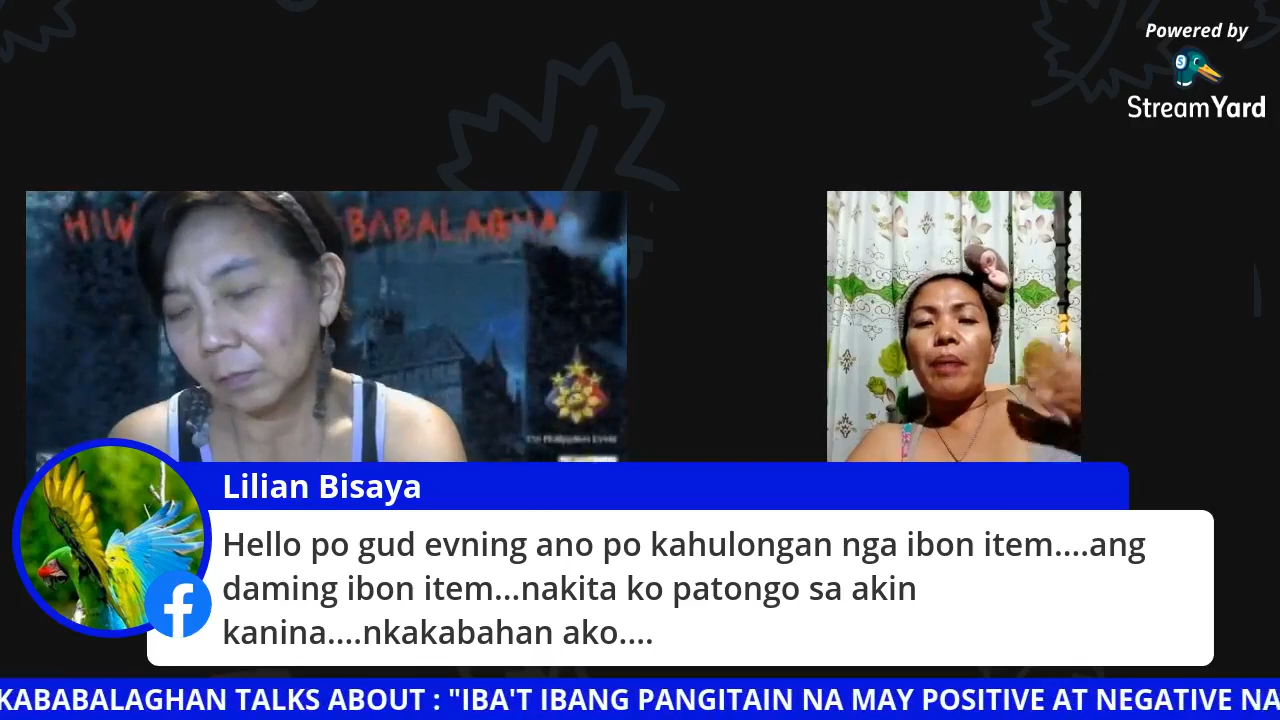 Powered by
StreamYard
HIW BABALAGHA
Lilian Bisaya
Hello po gud evning ano po kahulongan nga ibon item....ang
daming ibon item...nakita ko patongo sa akin
kanina....nkakabahan ako....
KABABALAGHAN TALKS ABOUT : "IBA'T IBANG PANGITAIN NA MAY POSITIVE AT NEGATIVE NA